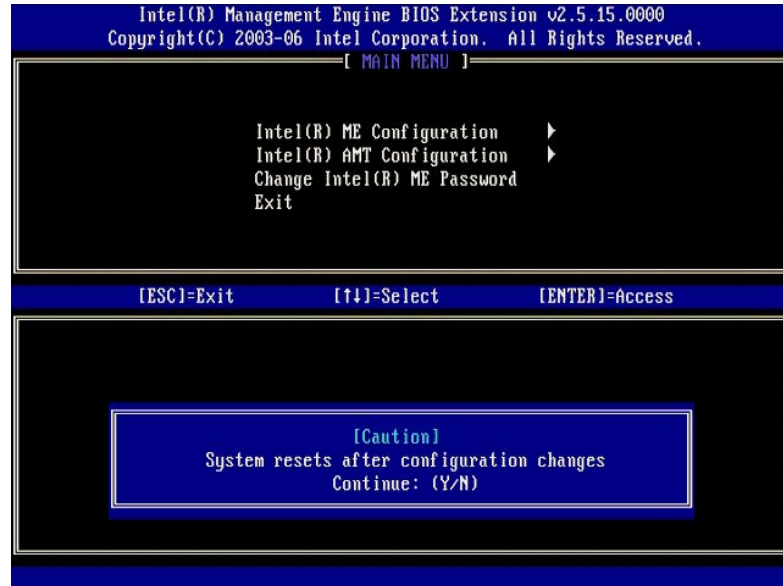 Intel(R) Management Engine BIOS Extension v2.5.15.0000
Copyright(C) 2003-06 Intel Corporation. All Rights Reserved.
[ MAIN MENU ]
Intel(R) ME Configuration ►
Intel(R) AMT Configuration ►
Change Intel(R) ME Password
Exit
[ESC]=Exit [↑↓]=Select [ENTER]=Access
[Caution]
System resets after configuration changes
Continue: (Y/N)